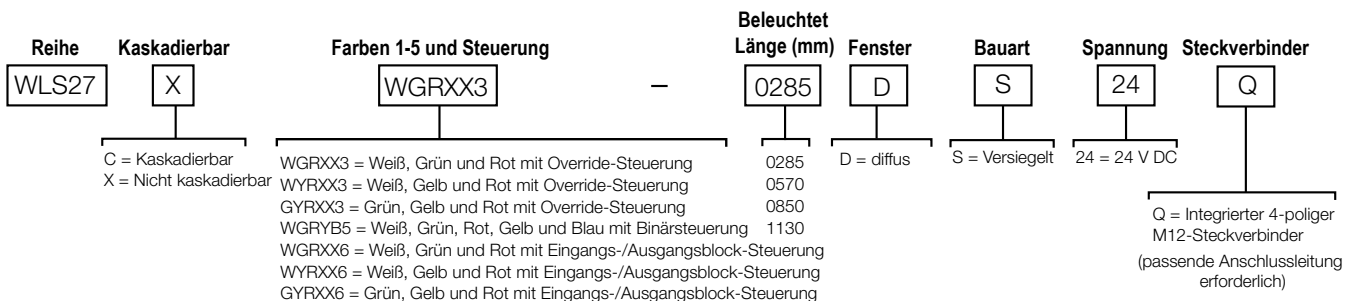 Reihe
Kaskadierbar
Farben 1-5 und Steuerung
Beleuchtet
Länge (mm)
Fenster
Bauart
Spannung
Steckverbinder
WLS27
X
WGRXX3
–
0285
D
S
24
Q
C = Kaskadierbar
X = Nicht kaskadierbar
WGRXX3 = Weiß, Grün und Rot mit Override-Steuerung
WYRXX3 = Weiß, Gelb und Rot mit Override-Steuerung
GYRXX3 = Grün, Gelb und Rot mit Override-Steuerung
WGRYB5 = Weiß, Grün, Rot, Gelb und Blau mit Binärsteuerung
WGRXX6 = Weiß, Grün und Rot mit Eingangs-/Ausgangsblock-Steuerung
WYRXX6 = Weiß, Gelb und Rot mit Eingangs-/Ausgangsblock-Steuerung
GYRXX6 = Grün, Gelb und Rot mit Eingangs-/Ausgangsblock-Steuerung
0285
0570
0850
1130
D = diffus
S = Versiegelt
24 = 24 V DC
Q = Integrierter 4-poliger
M12-Steckverbinder
(passende Anschlussleitung
erforderlich)